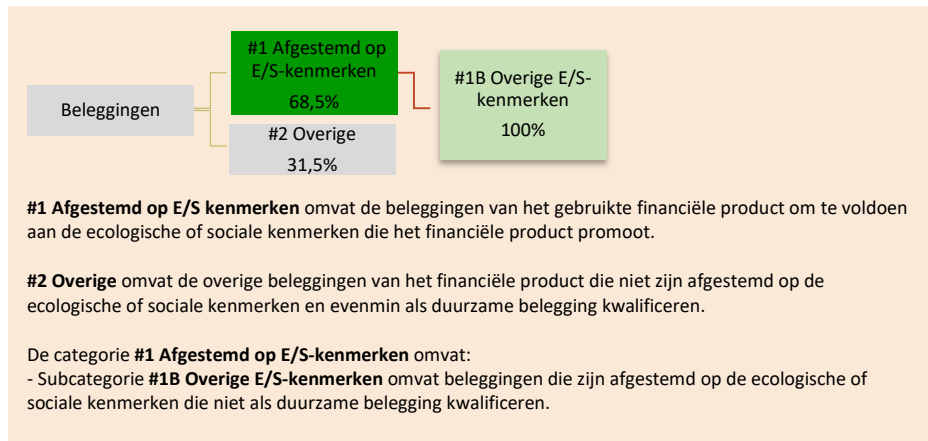 #1 Afgestemd op
E/S-kenmerken
68,5%
#1B Overige E/S-
kenmerken
100%
Beleggingen
#2 Overige
31,5%
#1 Afgestemd op E/S kenmerken omvat de beleggingen van het gebruikte financiële product om te voldoen
aan de ecologische of sociale kenmerken die het financiële product promoot.
#2 Overige omvat de overige beleggingen van het financiële product die niet zijn afgestemd op de
ecologische of sociale kenmerken en evenmin als duurzame belegging kwalificeren.
De categorie #1 Afgestemd op E/S-kenmerken omvat:
- Subcategorie #1B Overige E/S-kenmerken omvat beleggingen die zijn afgestemd op de ecologische of
sociale kenmerken die niet als duurzame belegging kwalificeren.